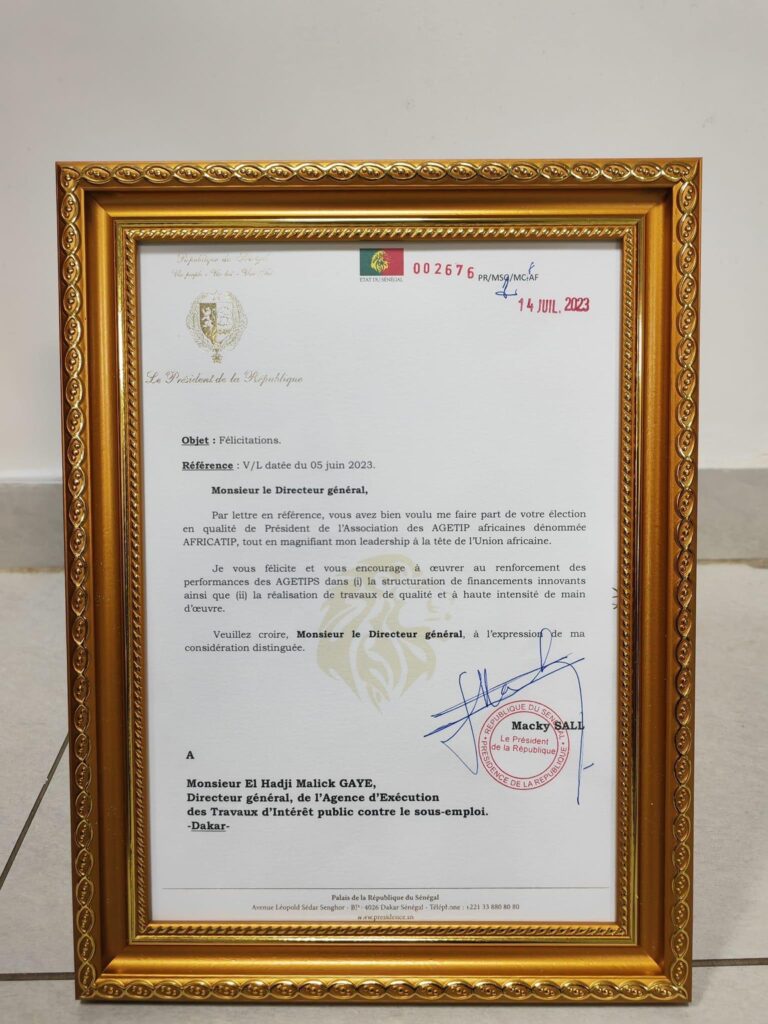 République du Sénégal
Un peuple - Un but - Une Foi
ETAT DU SÉNÉGAL
002676 PR/MSG/MC/AF
14 JUIL. 2023
Le Président de la République
Objet : Félicitations.
Référence : V/L datée du 05 juin 2023.
Monsieur le Directeur général,
Par lettre en référence, vous avez bien voulu me faire part de votre élection
en qualité de Président de l'Association des AGETIP africaines dénommée
AFRICATIP, tout en magnifiant mon leadership à la tête de l'Union africaine.
Je vous félicite et vous encourage à œuvrer au renforcement des
performances des AGETIPS dans (i) la structuration de financements innovants
ainsi que (ii) la réalisation de travaux de qualité et à haute intensité de main
d'œuvre.
Veuillez croire, Monsieur le Directeur général, à l'expression de ma
considération distinguée.
Macky SALL
REPUBLIQUE DU SENEGAL
Le Président
de la République
PRESIDENCE DE LA REPUBLIQUE
A
Monsieur El Hadji Malick GAYE,
Directeur général, de l'Agence d'Exécution
des Travaux d'Intérêt public contre le sous-emploi.
-Dakar-
Palais de la République du Sénégal
Avenue Léopold Sédar Senghor - BP : 4026 Dakar Sénégal - Téléphone : +221 33 880 80 80
www.presidence.sn